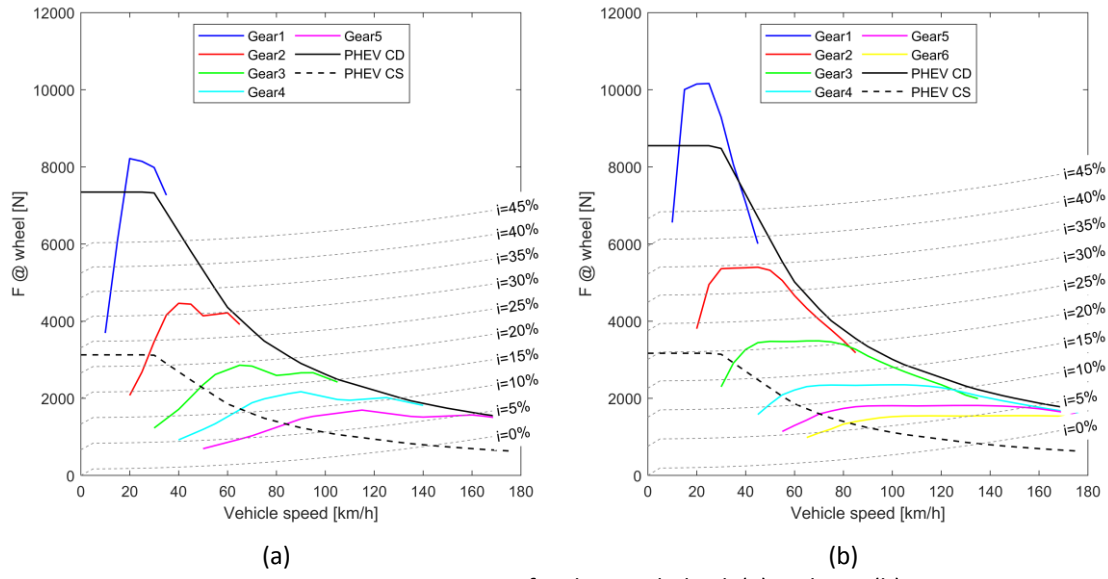 12000
10000
8000
6000
4000
2000
0
F @ wheel [N]
Gear1
Gear2
Gear3
Gear4
Gear5
PHEV CD
PHEV CS
i=45%
i=40%
i=35%
i=30%
i=25%
i=20%
i=15%
i=10%
i=5%
i=0%
0 20 40 60 80 100 120 140 160 180
Vehicle speed [km/h]
(a)
12000
10000
8000
6000
4000
2000
0
F @ wheel [N]
Gear1
Gear2
Gear3
Gear4
Gear5
Gear6
PHEV CD
PHEV CS
i=45%
i=40%
i=35%
i=30%
i=25%
i=20%
i=15%
i=10%
i=5%
i=0%
0 20 40 60 80 100 120 140 160 180
Vehicle speed [km/h]
(b)